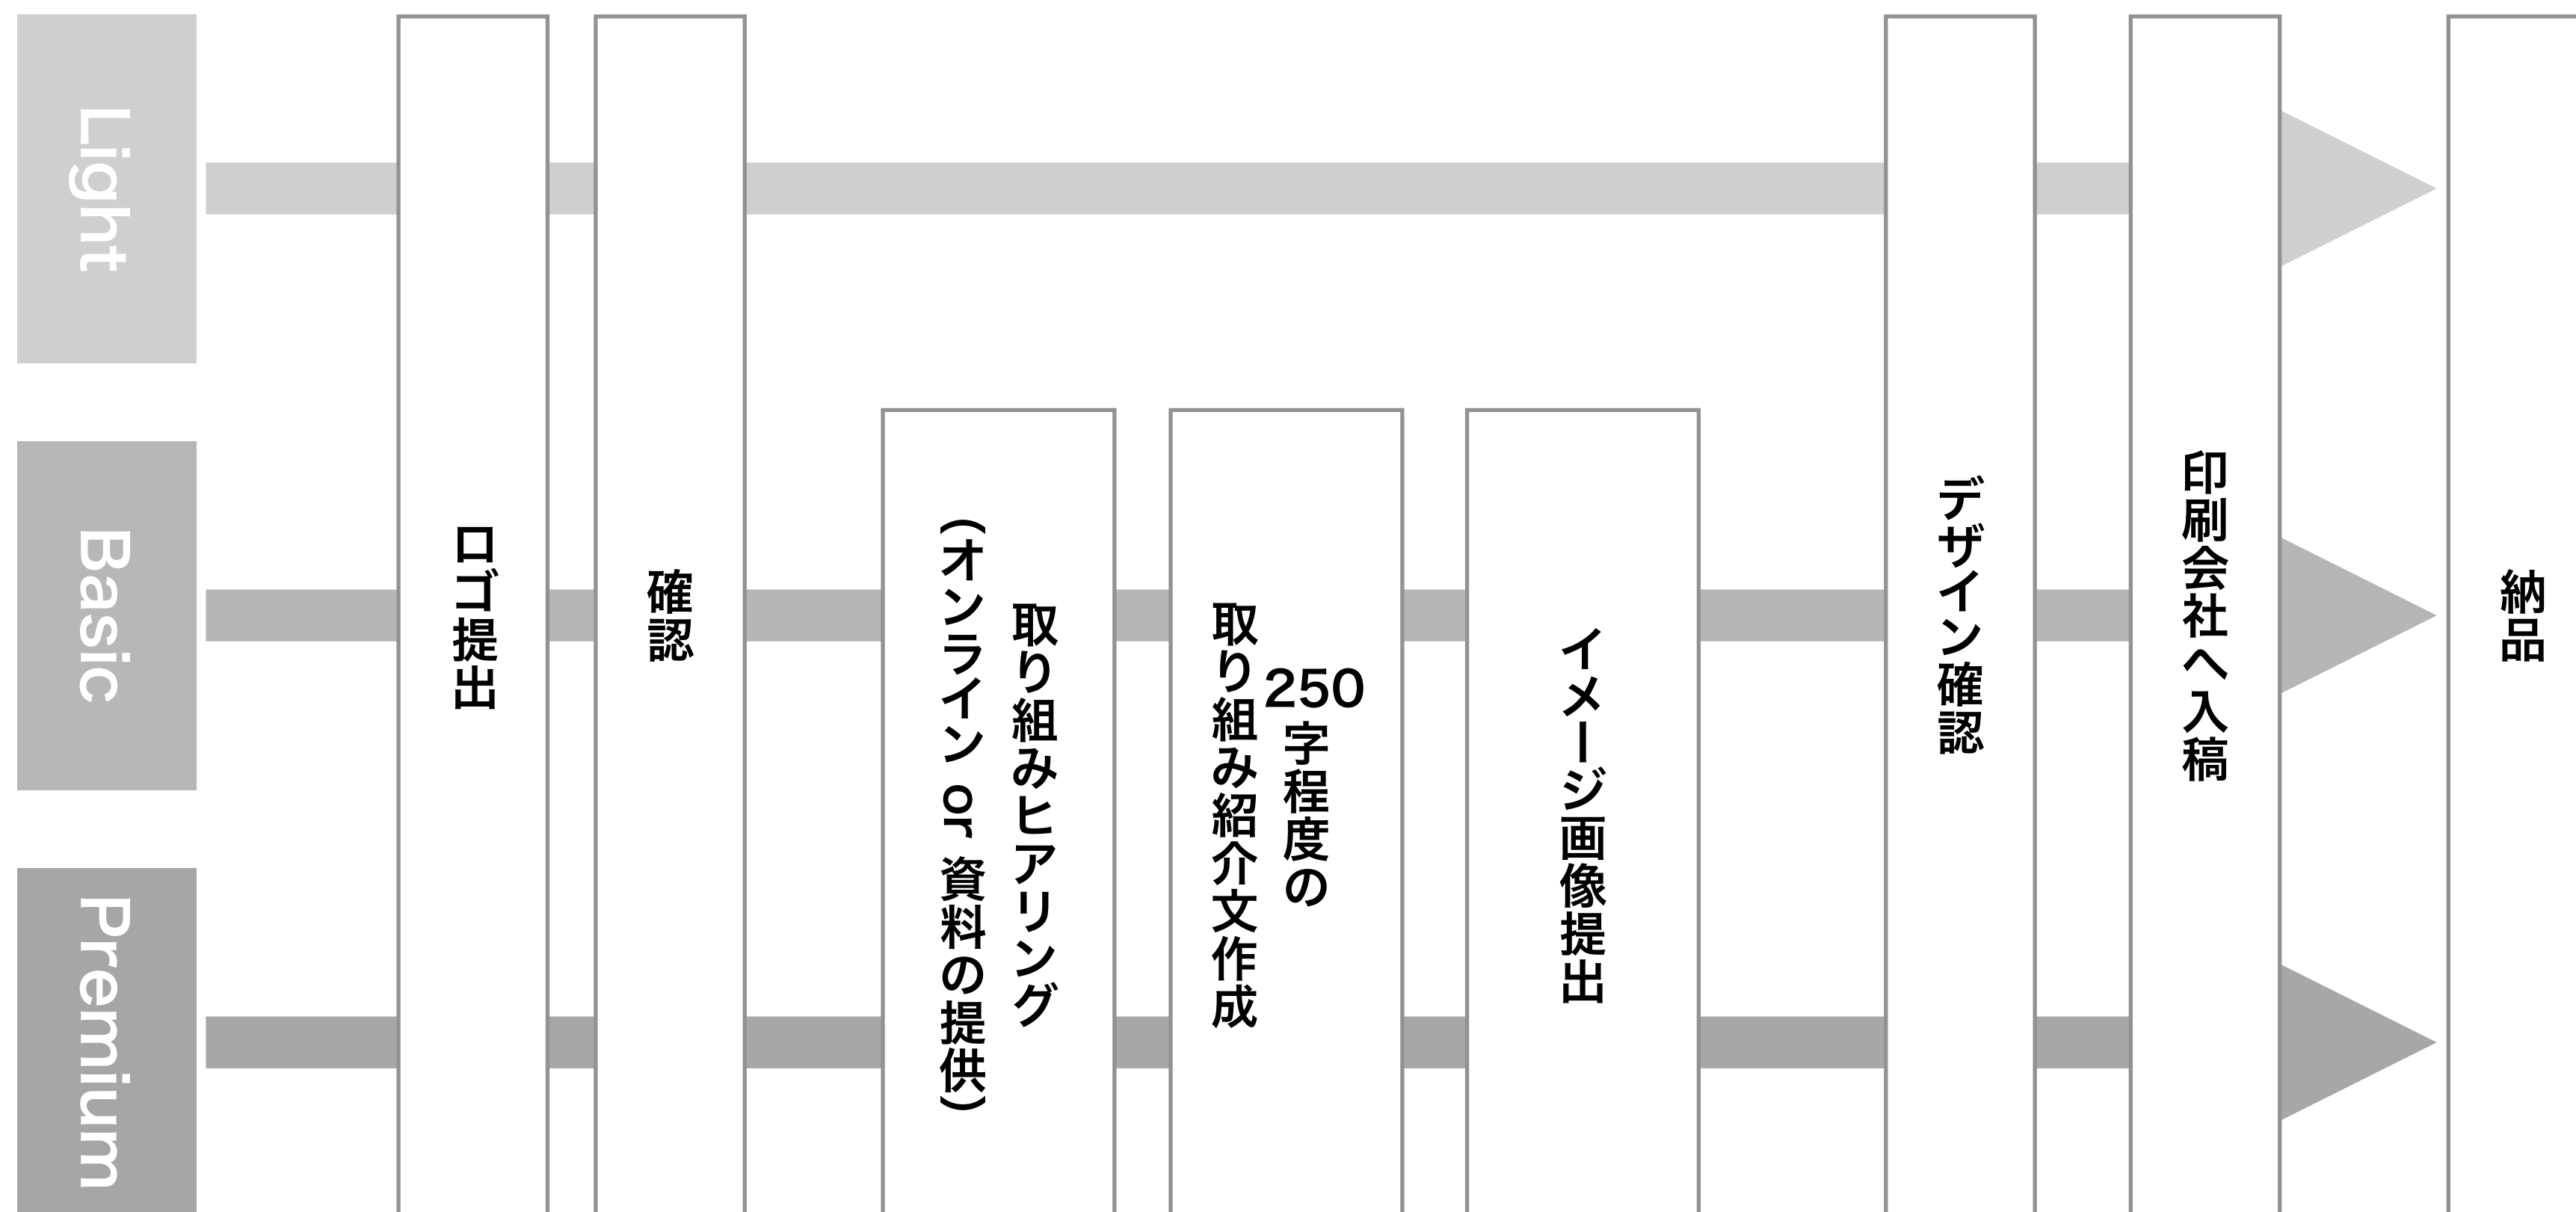 Light
Basic
Premium
ロゴ提出
確認
取り組みヒアリング
（オンライン or 資料の提供）
250字程度の
取り組み紹介文作成
イメージ画像提出
デザイン確認
印刷会社へ入稿
納品